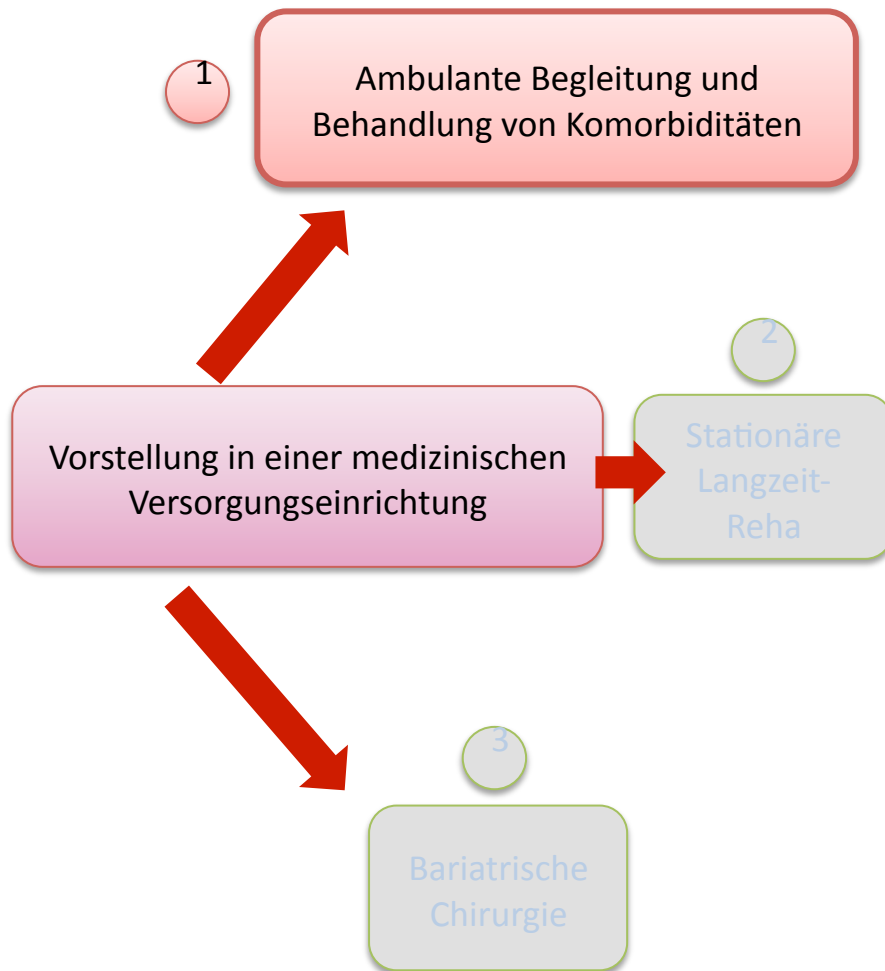 1
Ambulante Begleitung und
Behandlung von Komorbiditäten
2
Vorstellung in einer medizinischen
Versorgungseinrichtung
Stationäre
Langzeit-
Reha
3
Bariatrische
Chirurgie